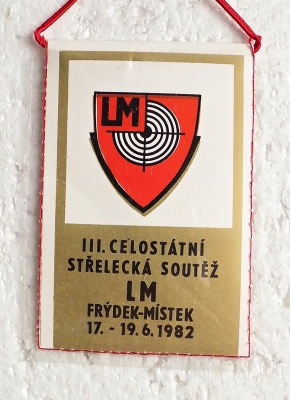 LM
III. CELOSTÁTNÍ
STŘELECKÁ SOUTĚŽ
LM
FRÝDEK-MÍSTEK
17. - 19. 6. 1982